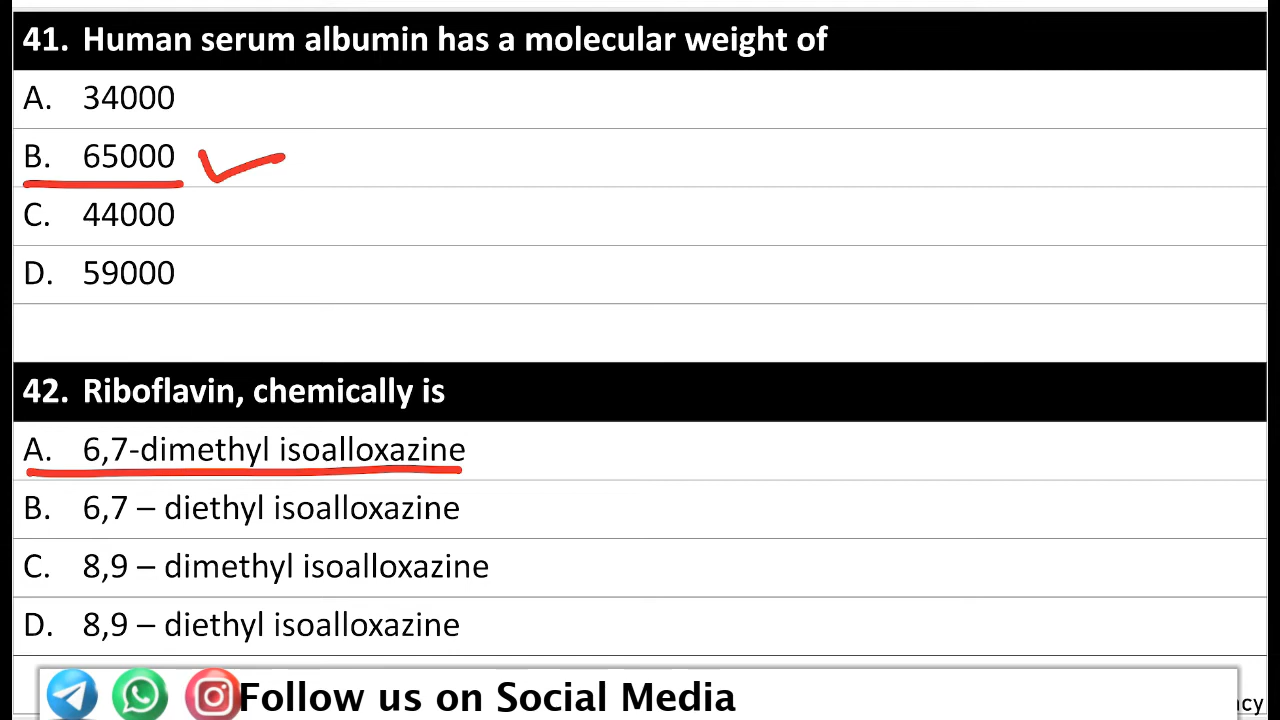 41. Human serum albumin has a molecular weight of
A. 34000
B. 65000
C. 44000
D. 59000
42. Riboflavin, chemically is
A. 6,7-dimethyl isoalloxazine
B. 6,7 – diethyl isoalloxazine
C. 8,9 – dimethyl isoalloxazine
D. 8,9 – diethyl isoalloxazine
Follow us on Social Media